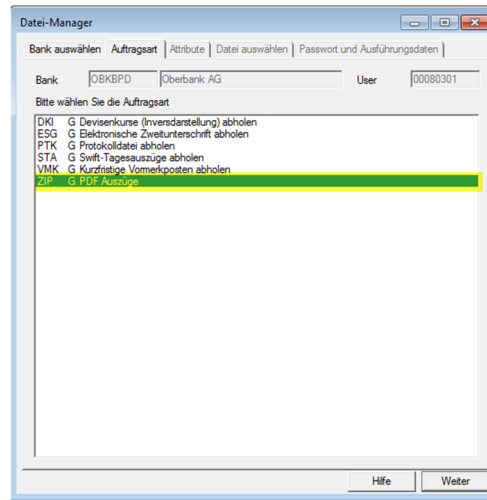 Datei-Manager
Bank auswählen Auftragsart Attribute Datei auswählen Passwort und Ausführungsdaten
Bank OBKBPD Oberbank AG User 00080301
Bitte wählen Sie die Auftragsart
DKI G Devisenkurse (Inversdarstellung) abholen
ESG G Elektronische Zweitunterschrift abholen
PTK G Protokolldatei abholen
STA G Swift-Tagesauszüge abholen
VMK G Kurzfristige Vormerkposten abholen
ZIP G PDF Auszüge
Hilfe Weiter